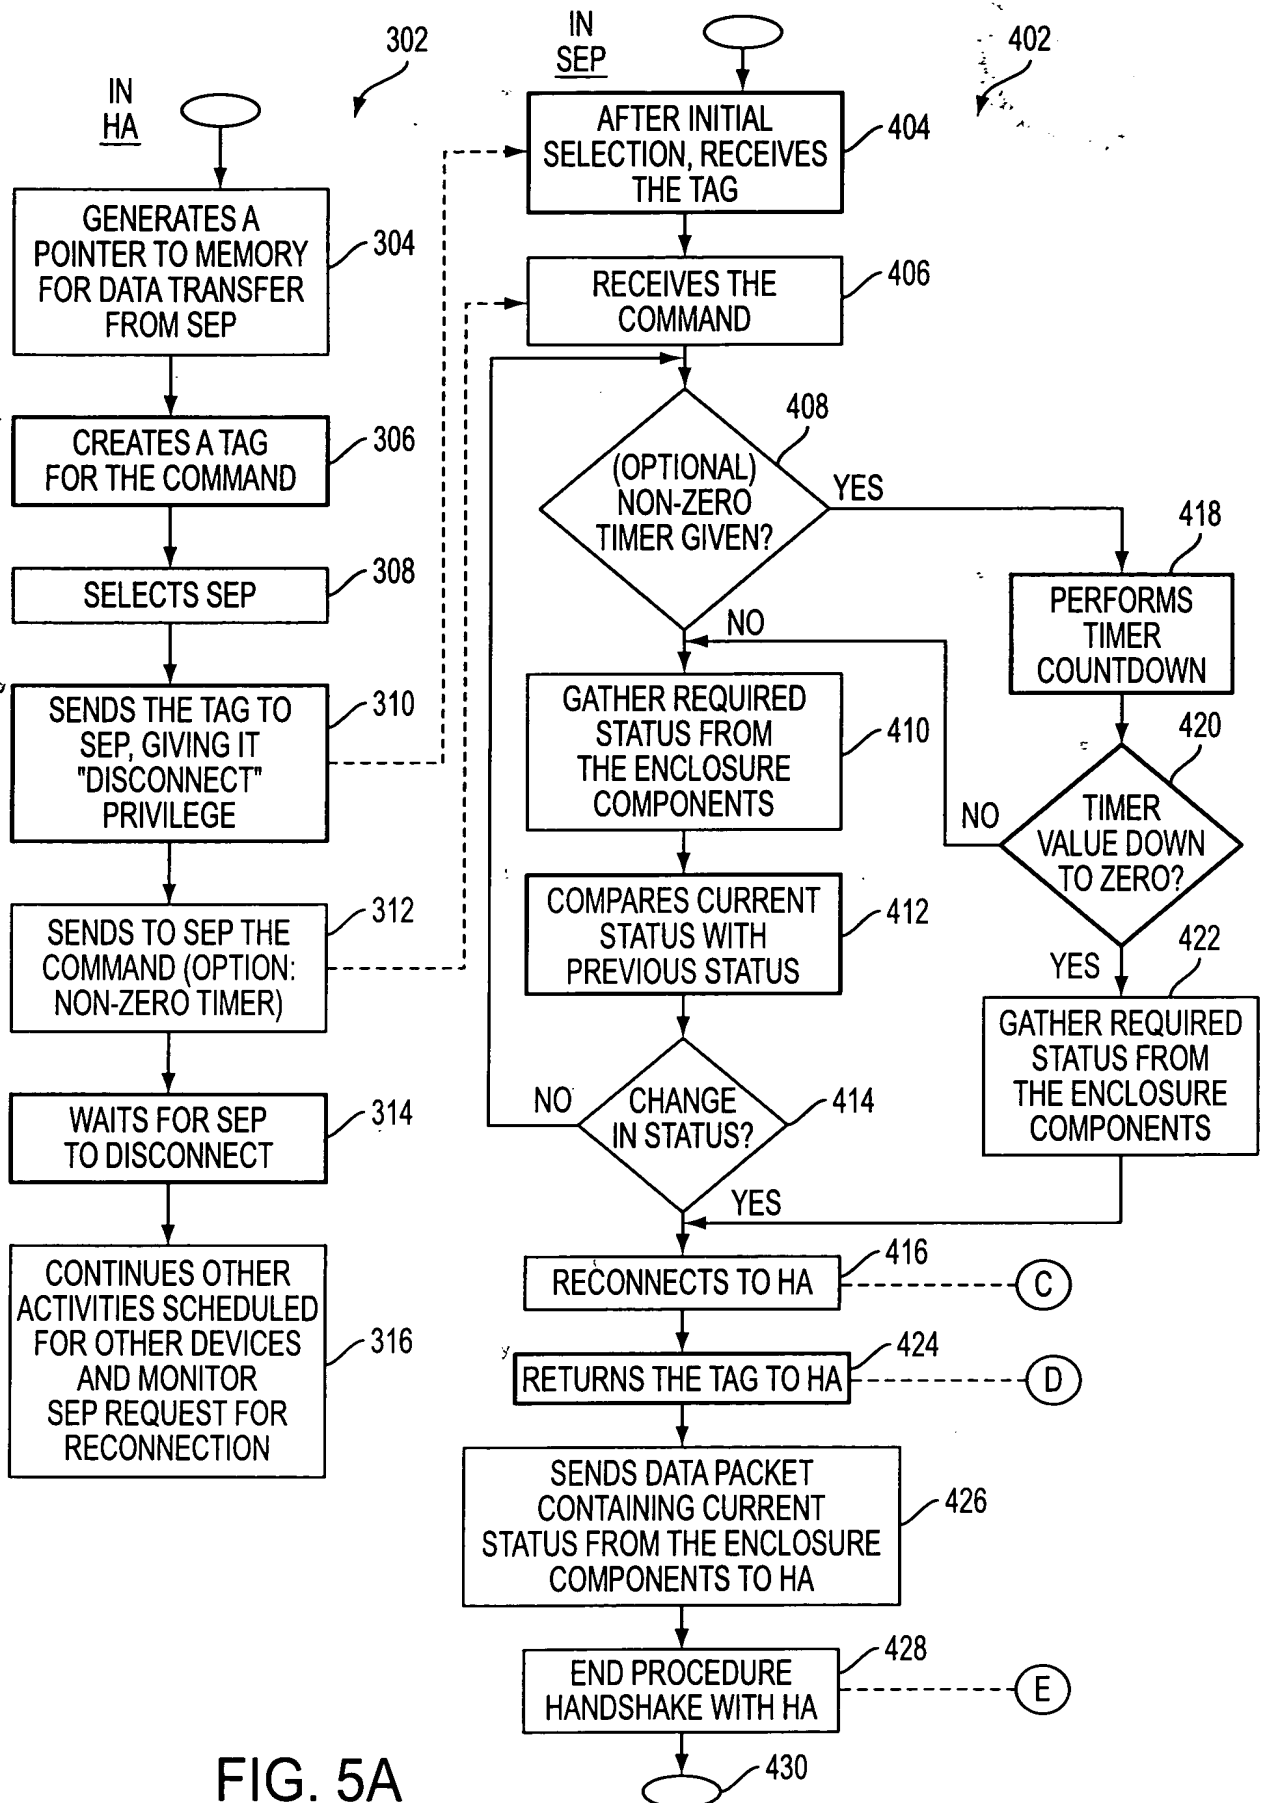 IN
HA
302
GENERATES A
POINTER TO MEMORY
FOR DATA TRANSFER
FROM SEP
304
CREATES A TAG
FOR THE COMMAND
306
SELECTS SEP
308
SENDS THE TAG TO
SEP, GIVING IT
"DISCONNECT"
PRIVILEGE
310
SENDS TO SEP THE
COMMAND (OPTION:
NON-ZERO TIMER)
312
WAITS FOR SEP
TO DISCONNECT
314
CONTINUES OTHER
ACTIVITIES SCHEDULED
FOR OTHER DEVICES
AND MONITOR
SEP REQUEST FOR
RECONNECTION
316
IN
SEP
402
AFTER INITIAL
SELECTION, RECEIVES
THE TAG
404
RECEIVES THE
COMMAND
406
(OPTIONAL)
NON-ZERO
TIMER GIVEN?
408
YES
NO
GATHER REQUIRED
STATUS FROM
THE ENCLOSURE
COMPONENTS
410
COMPARES CURRENT
STATUS WITH
PREVIOUS STATUS
412
CHANGE
IN STATUS?
414
NO
YES
PERFORMS
TIMER
COUNTDOWN
418
TIMER
VALUE DOWN
TO ZERO?
420
NO
YES
GATHER REQUIRED
STATUS FROM
THE ENCLOSURE
COMPONENTS
422
RECONNECTS TO HA
416
C
RETURNS THE TAG TO HA
424
D
SENDS DATA PACKET
CONTAINING CURRENT
STATUS FROM THE ENCLOSURE
COMPONENTS TO HA
426
END PROCEDURE
HANDSHAKE WITH HA
428
E
430
FIG. 5A